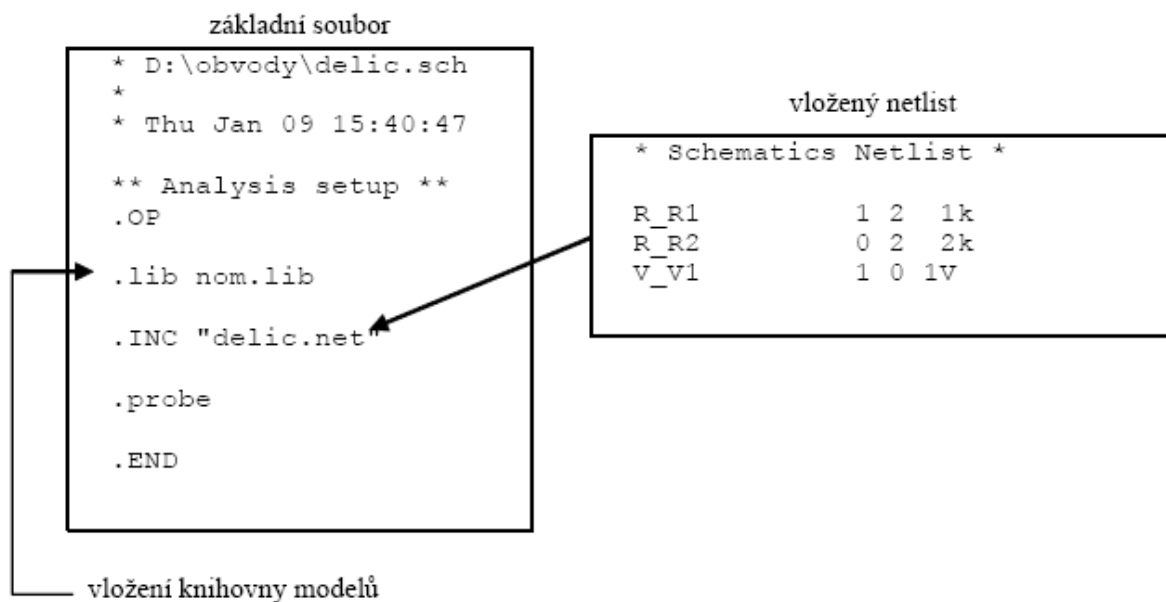 základní soubor
* D:\obvody\delic.sch
*
* Thu Jan 09 15:40:47
** Analysis setup **
.OP
.lib nom.lib
.INC "delic.net"
.probe
.END
vložený netlist
* Schematics Netlist *
R_R1 1 2 1k
R_R2 0 2 2k
V_V1 1 0 1V
vložení knihovny modelů